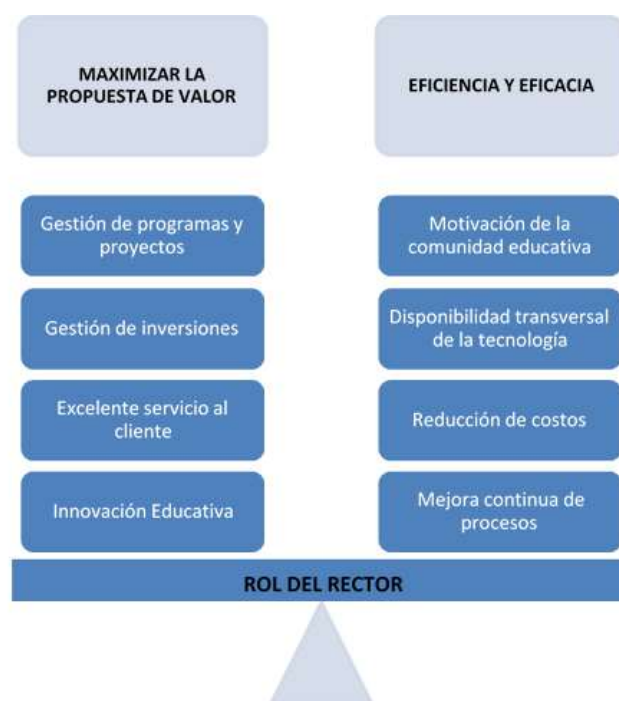 MAXIMIZAR LA
PROPUESTA DE VALOR
Gestión de programas y
proyectos
Gestión de inversiones
Excelente servicio al
cliente
Innovación Educativa
EFICIENCIA Y EFICACIA
Motivación de la
comunidad educativa
Disponibilidad transversal
de la tecnología
Reducción de costos
Mejora continua de
procesos
ROL DEL RECTOR